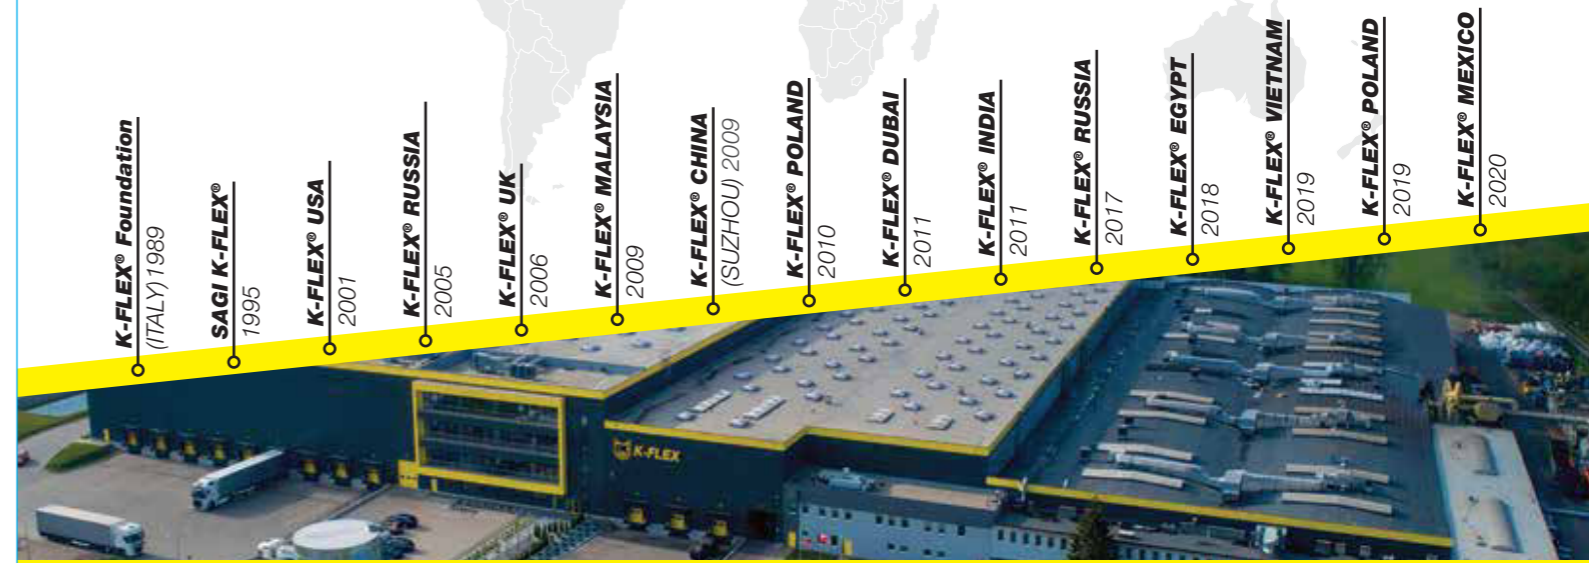 K-FLEX® Foundation
(ITALY) 1989
SAGI K-FLEX®
1995
K-FLEX® USA
2001
K-FLEX® RUSSIA
2005
K-FLEX® UK
2006
K-FLEX® MALAYSIA
2009
K-FLEX® CHINA
(SUZHOU) 2009
K-FLEX® POLAND
2010
K-FLEX® DUBAI
2011
K-FLEX® INDIA
2011
K-FLEX® RUSSIA
2017
K-FLEX® EGYPT
2018
K-FLEX® VIETNAM
2019
K-FLEX® POLAND
2019
K-FLEX® MEXICO
2020
K-FLEX